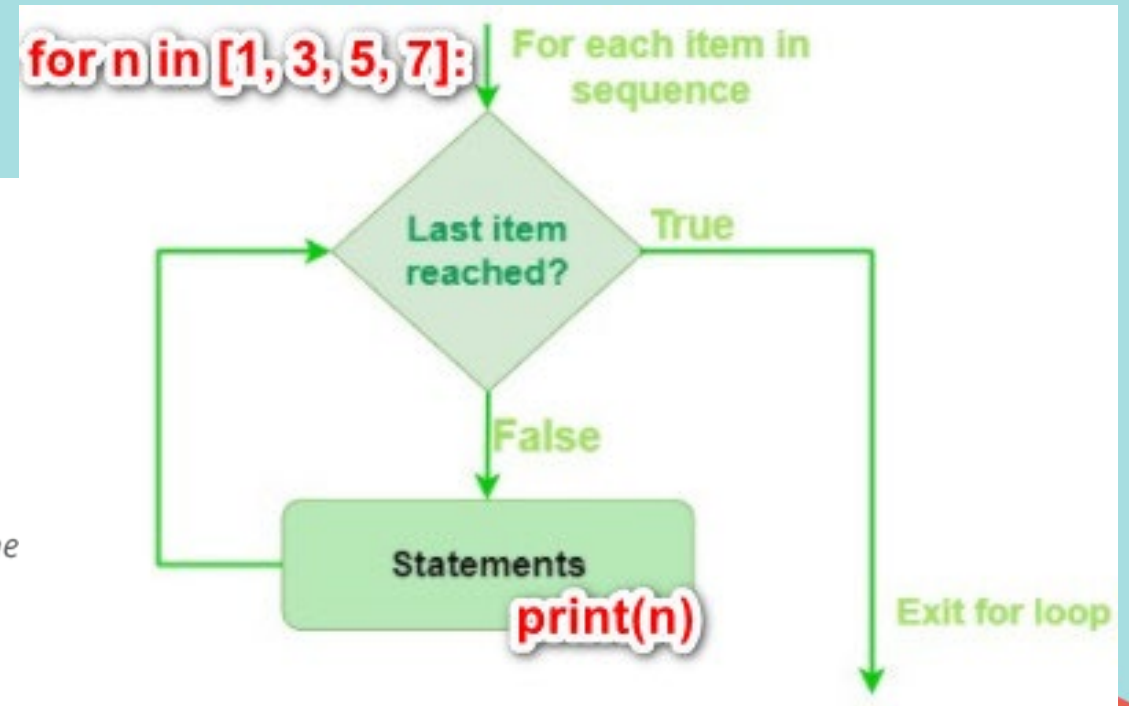 for n in [1, 3, 5, 7]:
For each item in
sequence
Last item
reached?
True
False
Statements
print(n)
Exit for loop